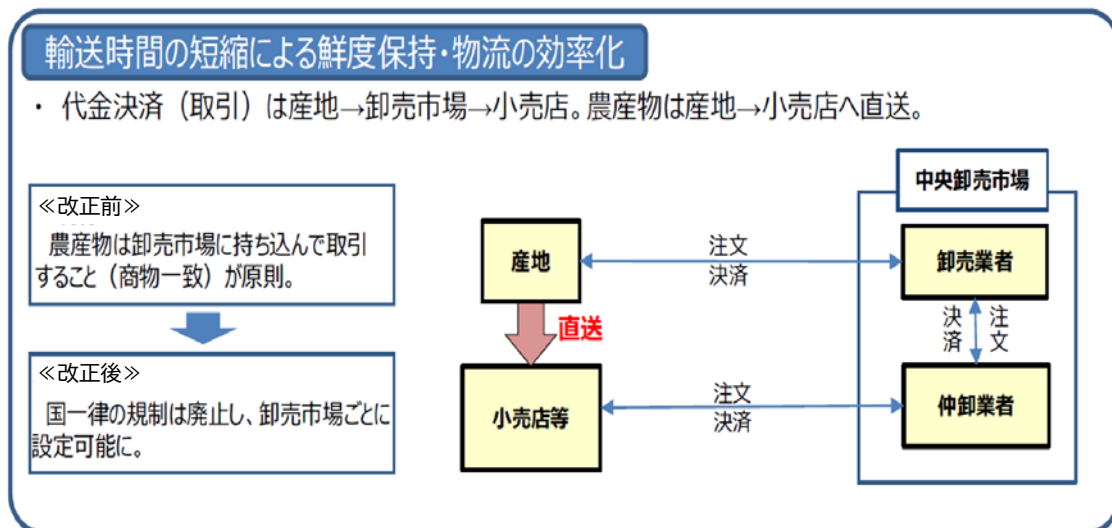 輸送時間の短縮による鮮度保持・物流の効率化
・ 代金決済（取引）は産地→卸売市場→小売店。農産物は産地→小売店へ直送。
≪改正前≫
農産物は卸売市場に持ち込んで取引
すること（商物一致）が原則。
≪改正後≫
国一律の規制は廃止し、卸売市場ごとに
設定可能に。
中央卸売市場
産地
注文
決済
卸売業者
直送
決済
注文
小売店等
注文
決済
仲卸業者